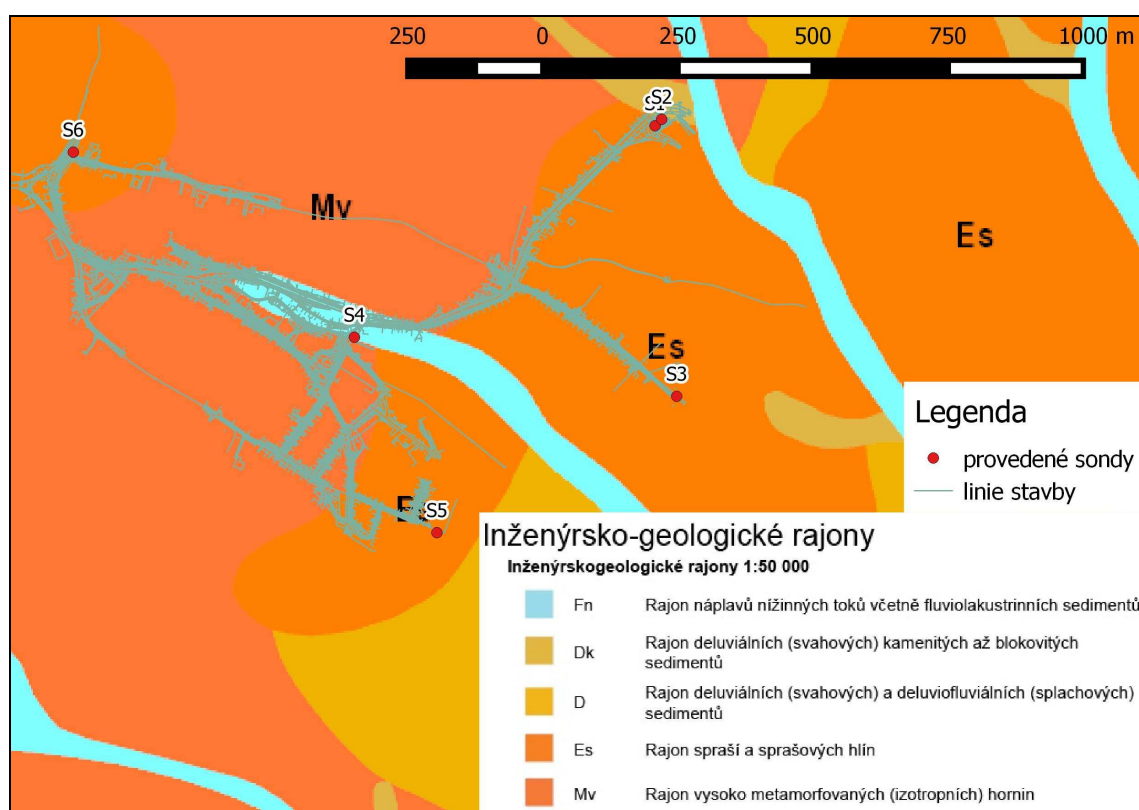 250 0 250 500 750 1000 m
S2
S1
S6
Mv
Es
S4
Es
S3
Legenda
provedené sondy
linie stavby
S5
Inženýrsko-geologické rajony
Inženýrskogeologické rajony 1:50 000
Fn Rajon náplavů nížinných toků včetně fluviolakustrinních sedimentů
Dk Rajon deluviálních (svahových) kamenitých až blokovitých
sedimentů
D Rajon deluviálních (svahových) a deluviofluviálních (splachových)
sedimentů
Es Rajon spraší a sprašových hlín
Mv Rajon vysoko metamorfovaných (izotropních) hornin